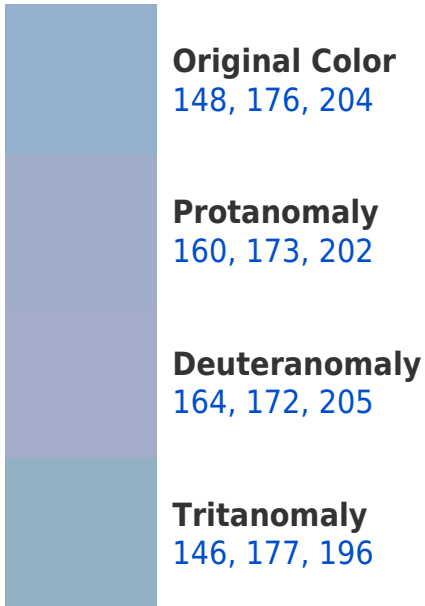 Original Color
148, 176, 204
Protanomaly
160, 173, 202
Deuteranomaly
164, 172, 205
Tritanomaly
146, 177, 196